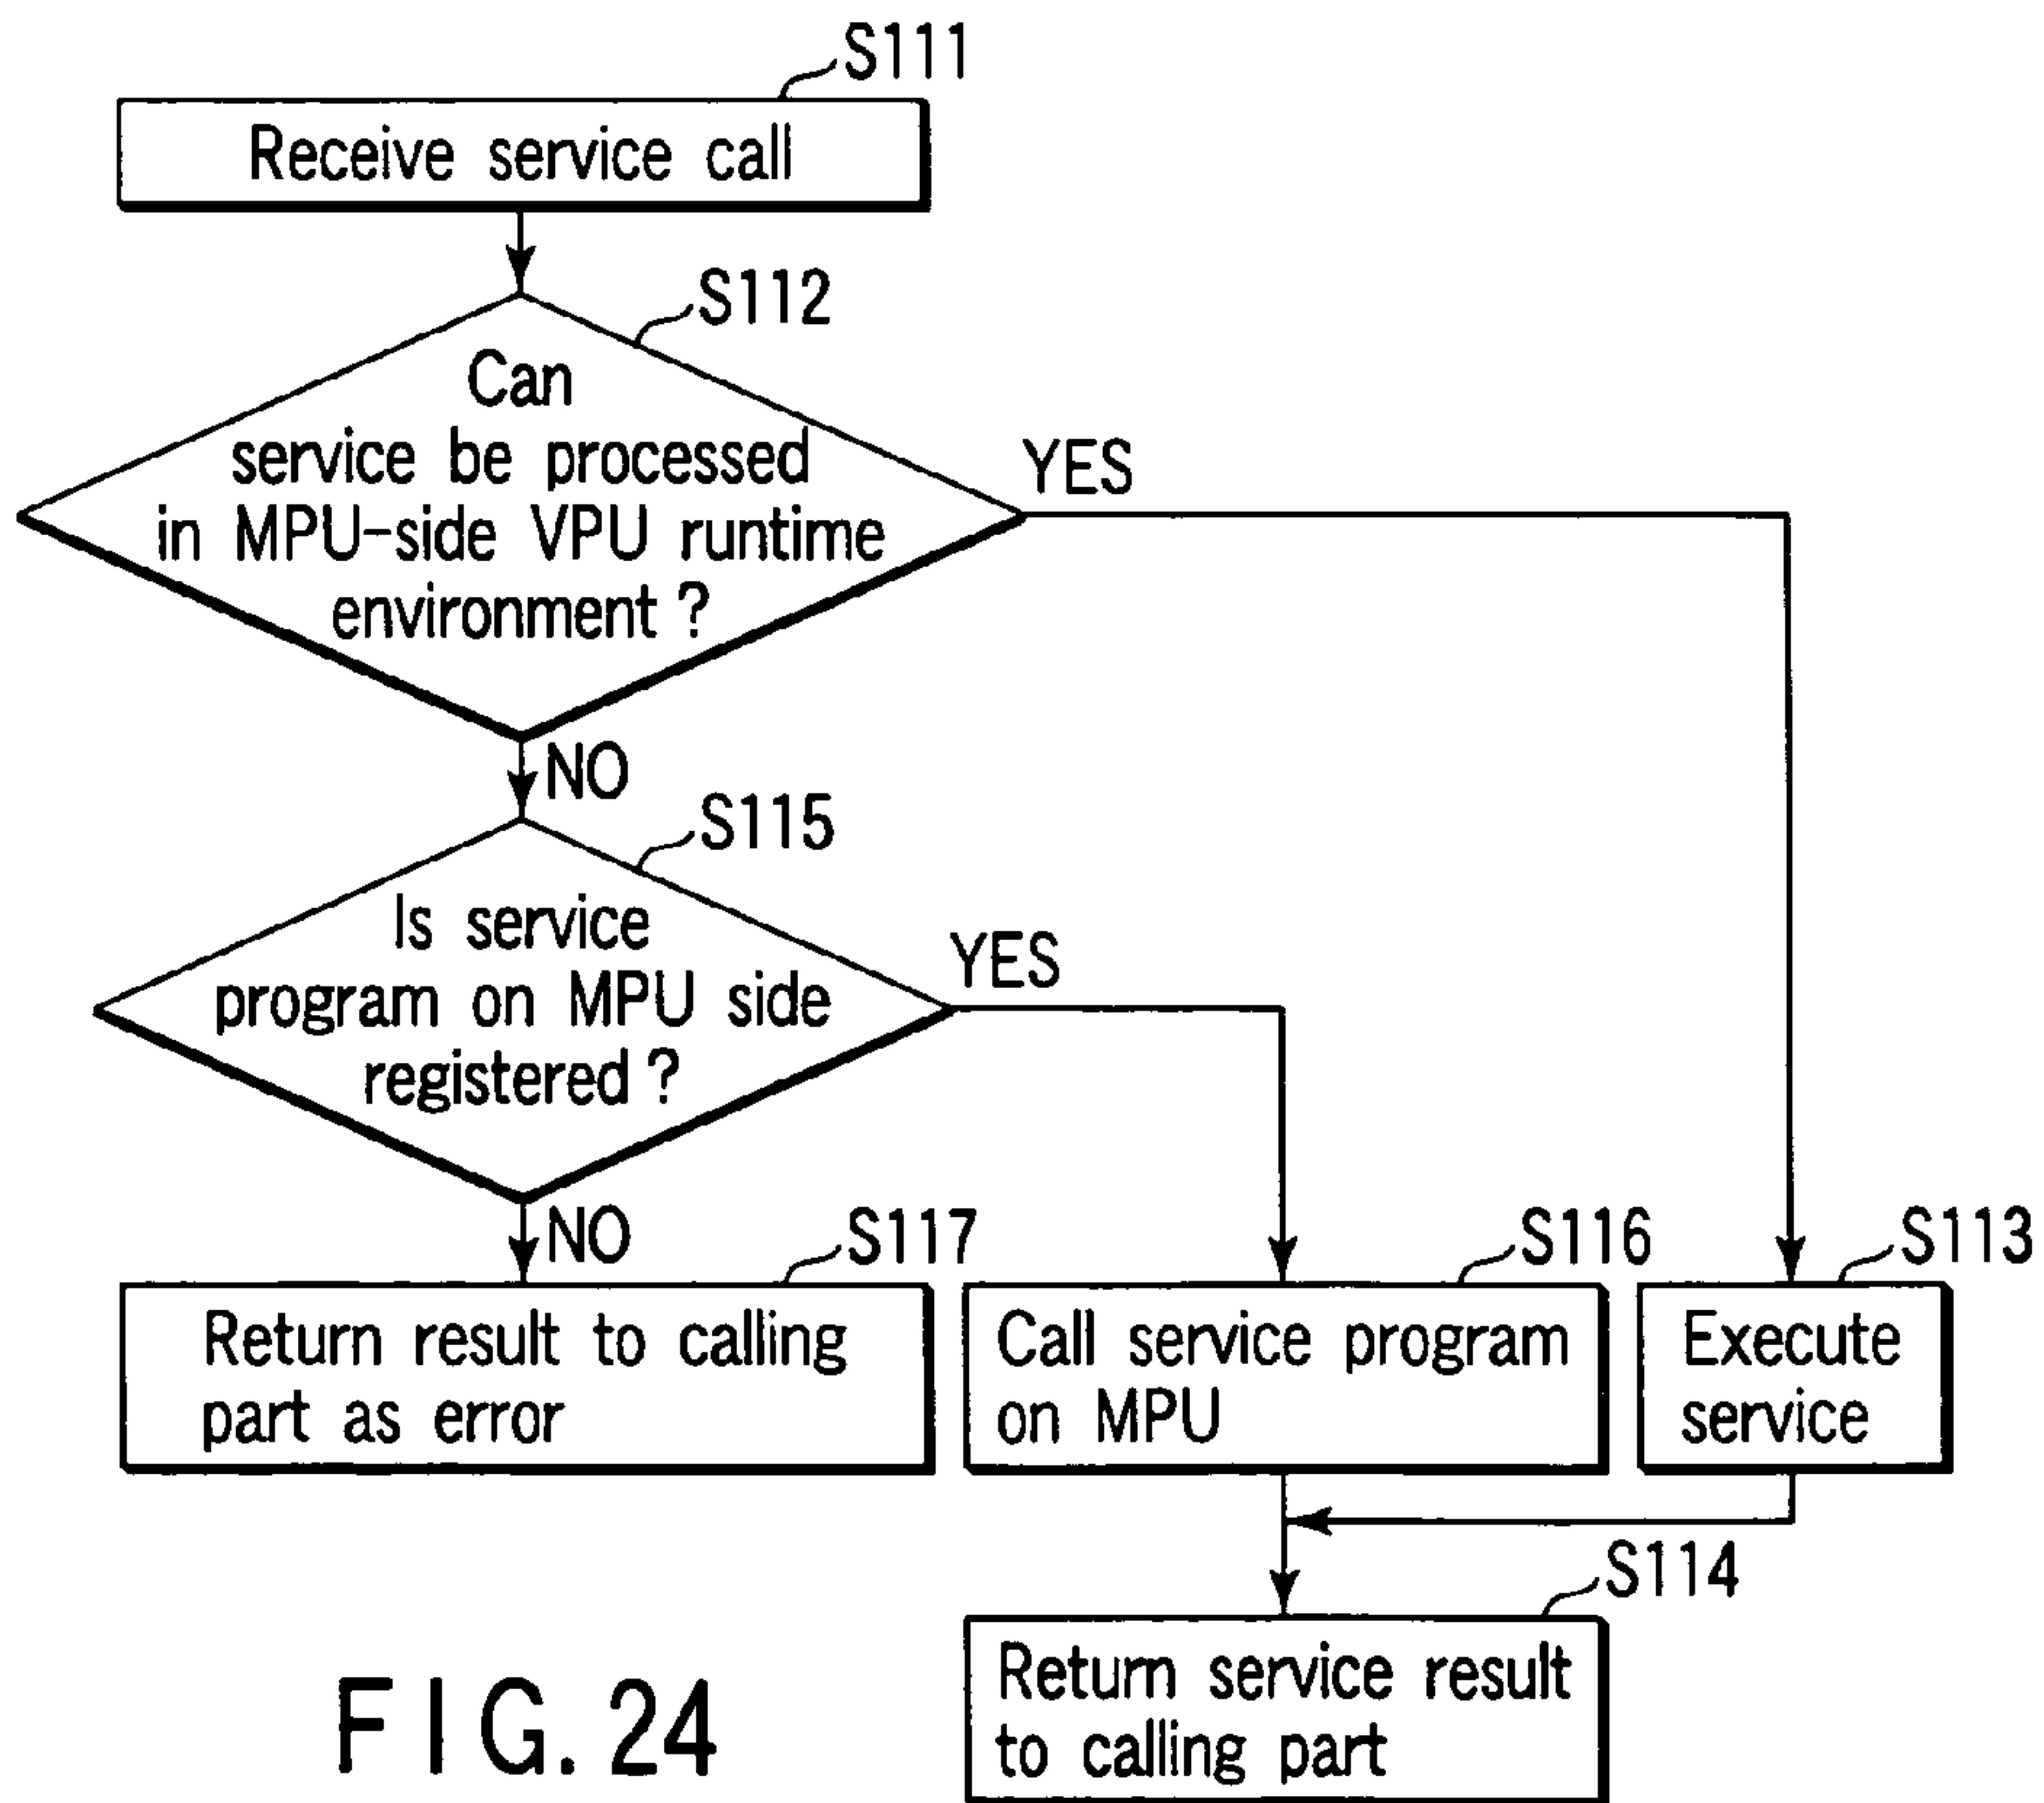 S111
Receive service call
S112
Can
service be processed
in MPU-side VPU runtime
environment ?
YES
NO
S115
Is service
program on MPU side
registered ?
YES
NO
S117
Return result to calling
part as error
S116
Call service program
on MPU
S113
Execute
service
S114
Return service result
to calling part
FIG. 24